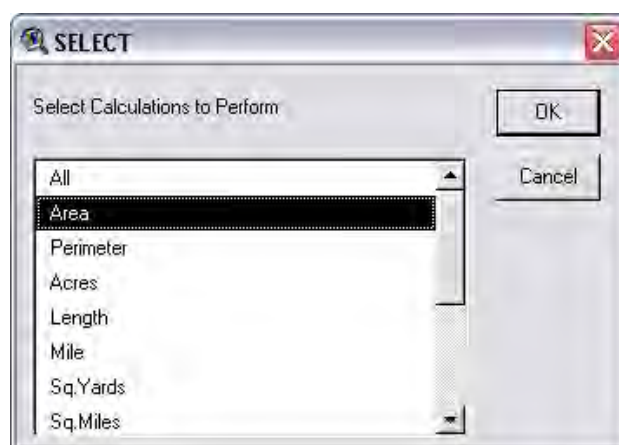 SELECT
Select Calculations to Perform
OK
Cancel
All
Area
Perimeter
Acres
Length
Mile
Sq.Yards
Sq.Miles